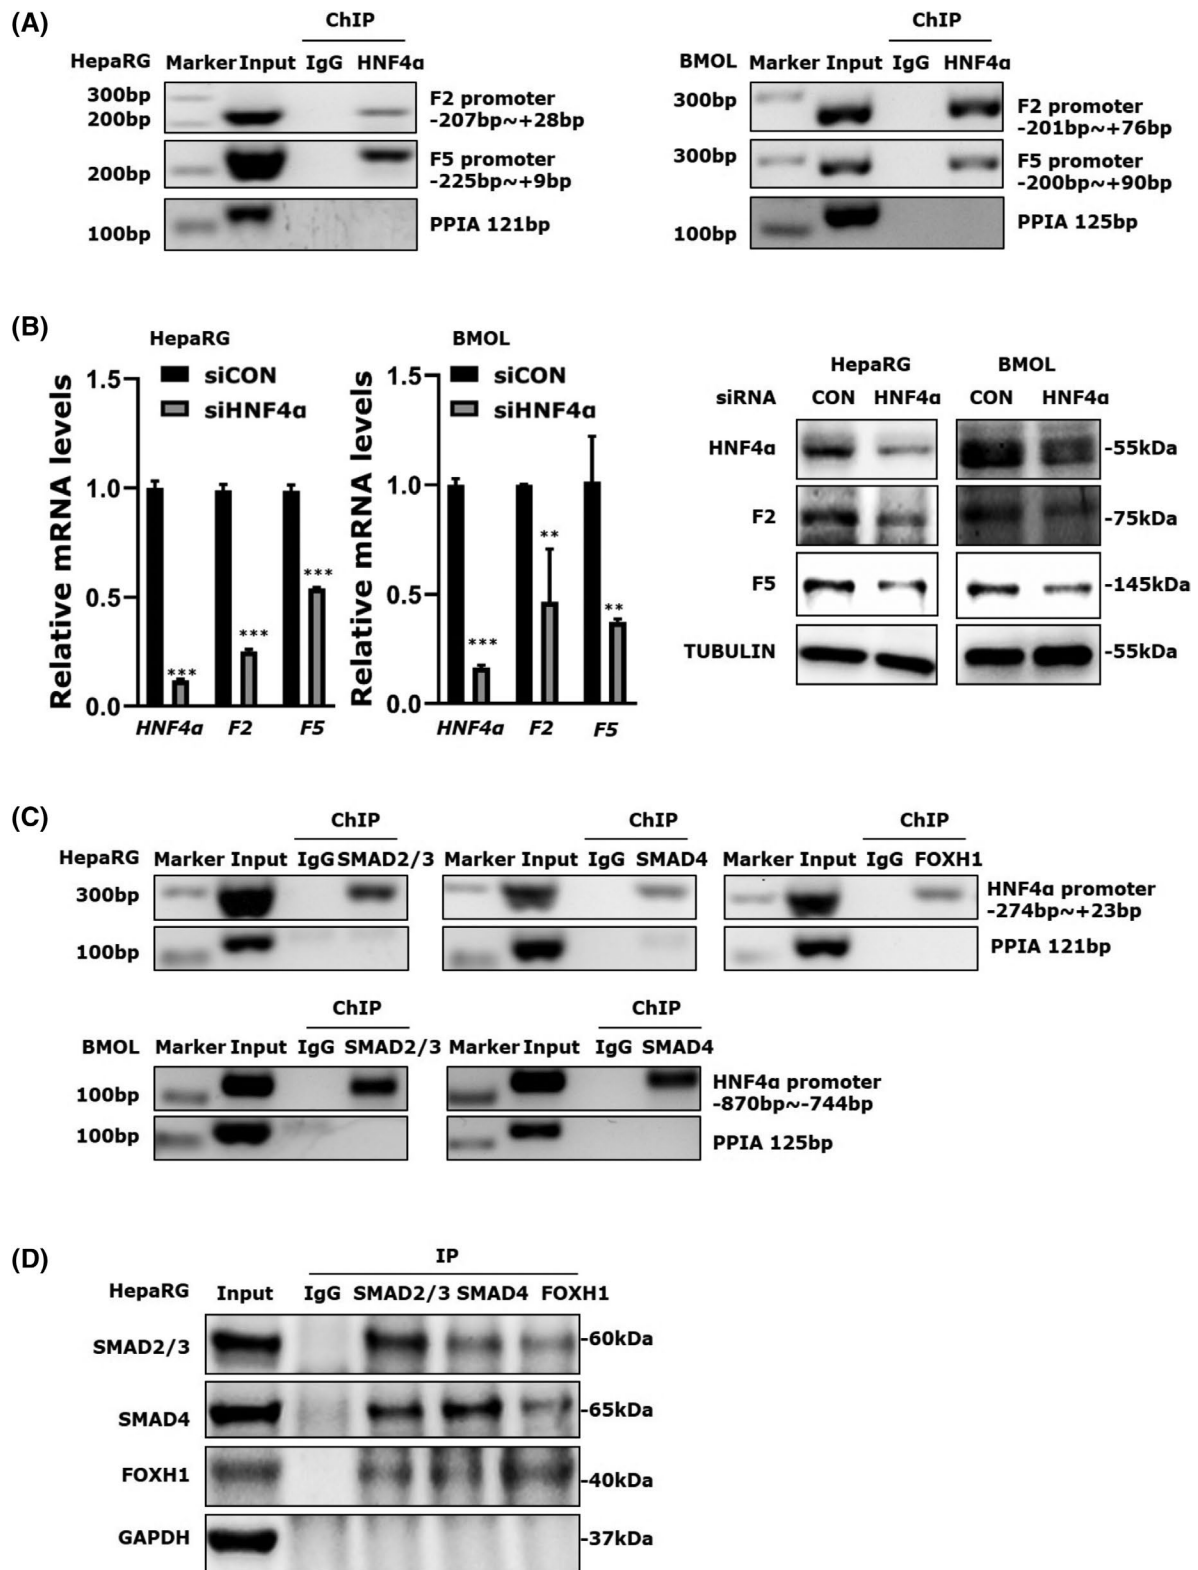 (A)
ChIP
HepaRG Marker Input IgG HNF4α
300bp
200bp
F2 promoter
-207bp~+28bp
200bp
F5 promoter
-225bp~+9bp
100bp
PPIA 121bp
ChIP
BMOL Marker Input IgG HNF4α
300bp
F2 promoter
-201bp~+76bp
300bp
F5 promoter
-200bp~+90bp
100bp
PPIA 125bp
(B)
HepaRG
siCON
siHNF4α
Relative mRNA levels
1.5
1.0
0.5
0.0
***
***
***
HNF4α F2 F5
BMOL
siCON
siHNF4α
Relative mRNA levels
1.5
1.0
0.5
0.0
***
**
**
HNF4α F2 F5
HepaRG BMOL
siRNA CON HNF4α CON HNF4α
HNF4α -55kDa
F2 -75kDa
F5 -145kDa
TUBULIN -55kDa
(C)
ChIP ChIP ChIP
HepaRG Marker Input IgG SMAD2/3 Marker Input IgG SMAD4 Marker Input IgG FOXH1
300bp
HNF4α promoter
-274bp~+23bp
100bp
PPIA 121bp
ChIP ChIP
BMOL Marker Input IgG SMAD2/3 Marker Input IgG SMAD4
100bp
HNF4α promoter
-870bp~-744bp
100bp
PPIA 125bp
(D)
IP
HepaRG Input IgG SMAD2/3 SMAD4 FOXH1
SMAD2/3 -60kDa
SMAD4 -65kDa
FOXH1 -40kDa
GAPDH -37kDa